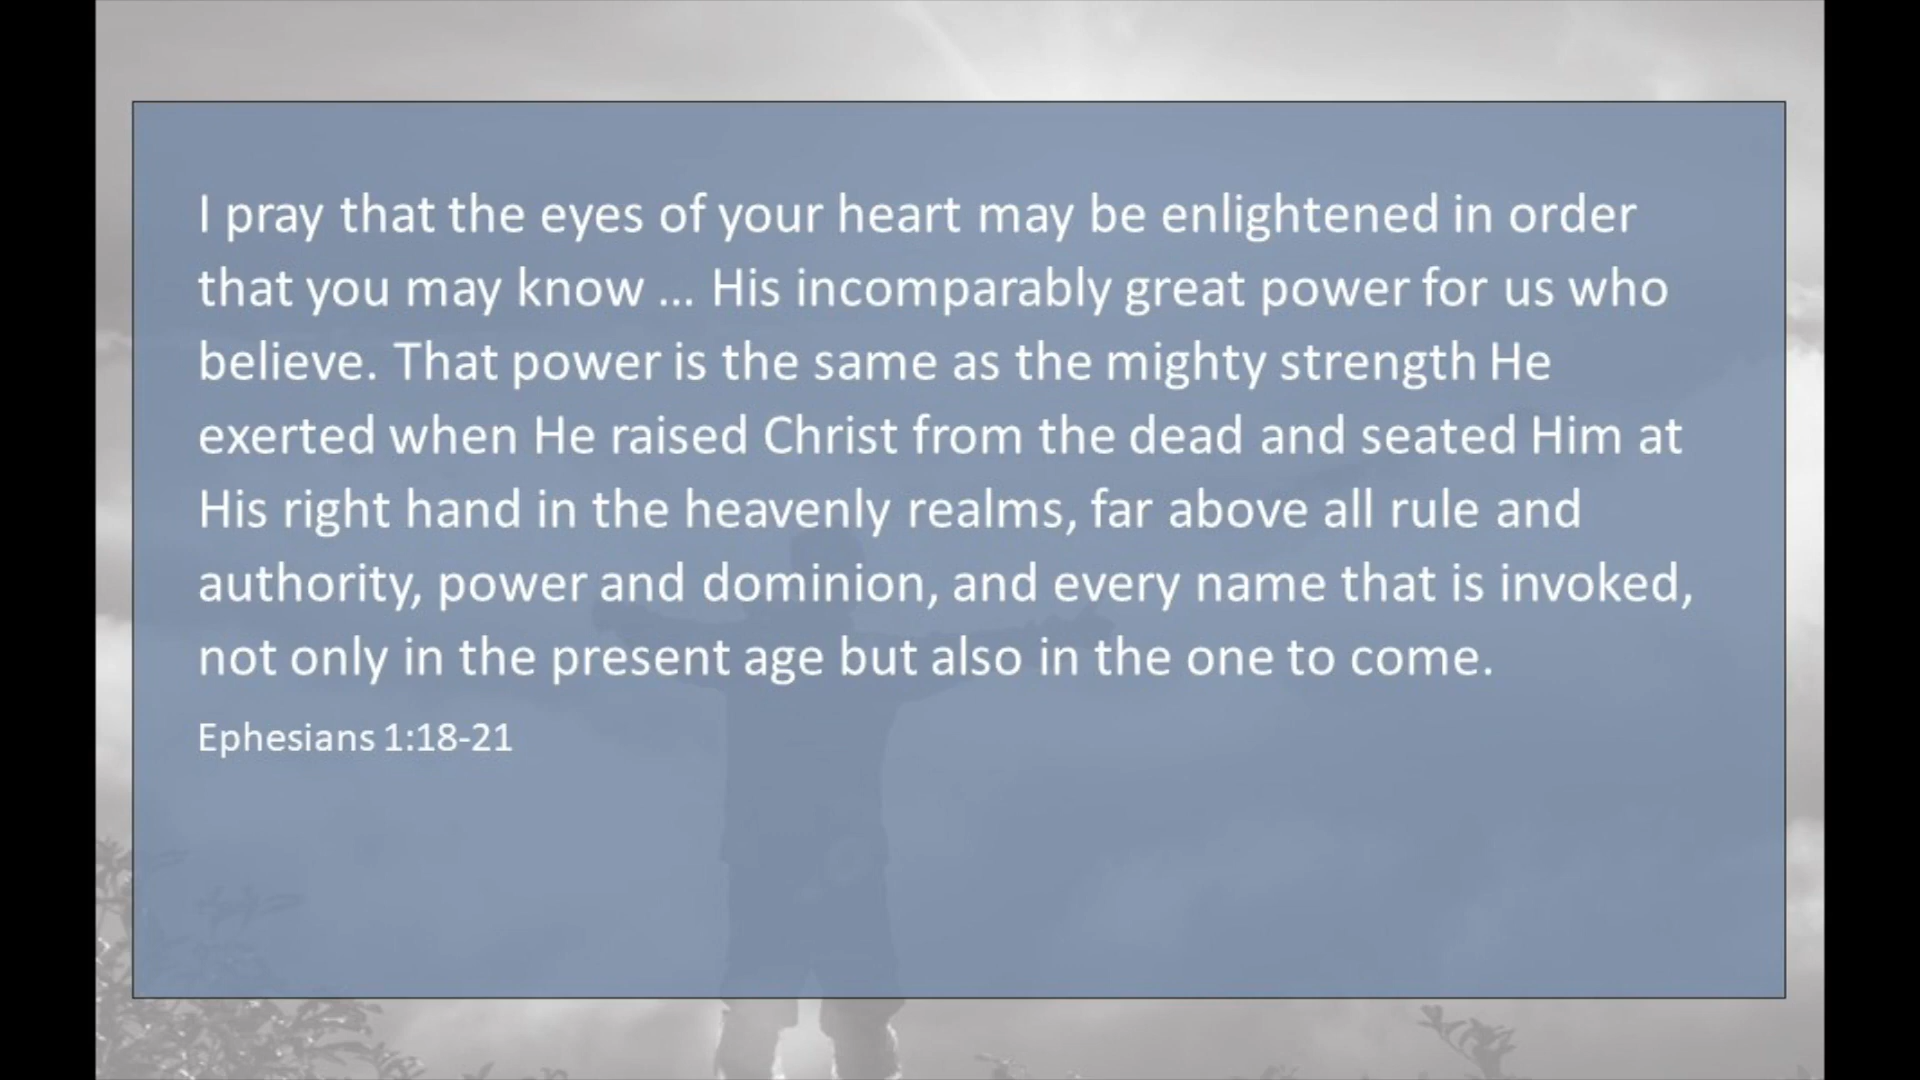 I pray that the eyes of your heart may be enlightened in order
that you may know ... His incomparably great power for us who
believe. That power is the same as the mighty strength He
exerted when He raised Christ from the dead and seated Him at
His right hand in the heavenly realms, far above all rule and
authority, power and dominion, and every name that is invoked,
not only in the present age but also in the one to come.
Ephesians 1:18-21